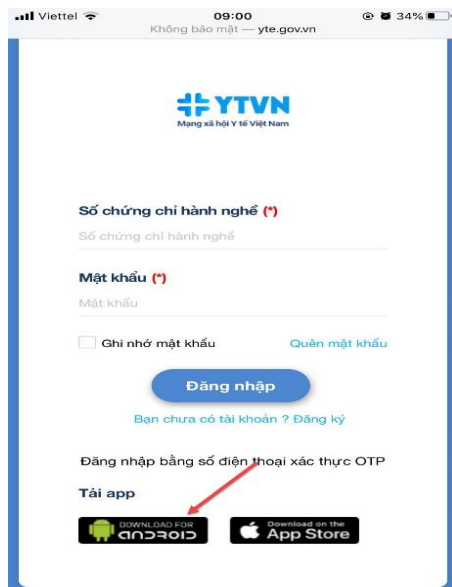 Viettel 09:00 34%
Không bảo mật — yte.gov.vn
YTVN
Mạng xã hội Y tế Việt Nam
Số chứng chỉ hành nghề (*)
Số chứng chỉ hành nghề
Mật khẩu (*)
Mật khẩu
Ghi nhớ mật khẩu Quên mật khẩu
Đăng nhập
Bạn chưa có tài khoản ? Đăng ký
Đăng nhập bằng số điện thoại xác thực OTP
Tải app
DOWNLOAD FOR
ANDROID
Download on the
App Store